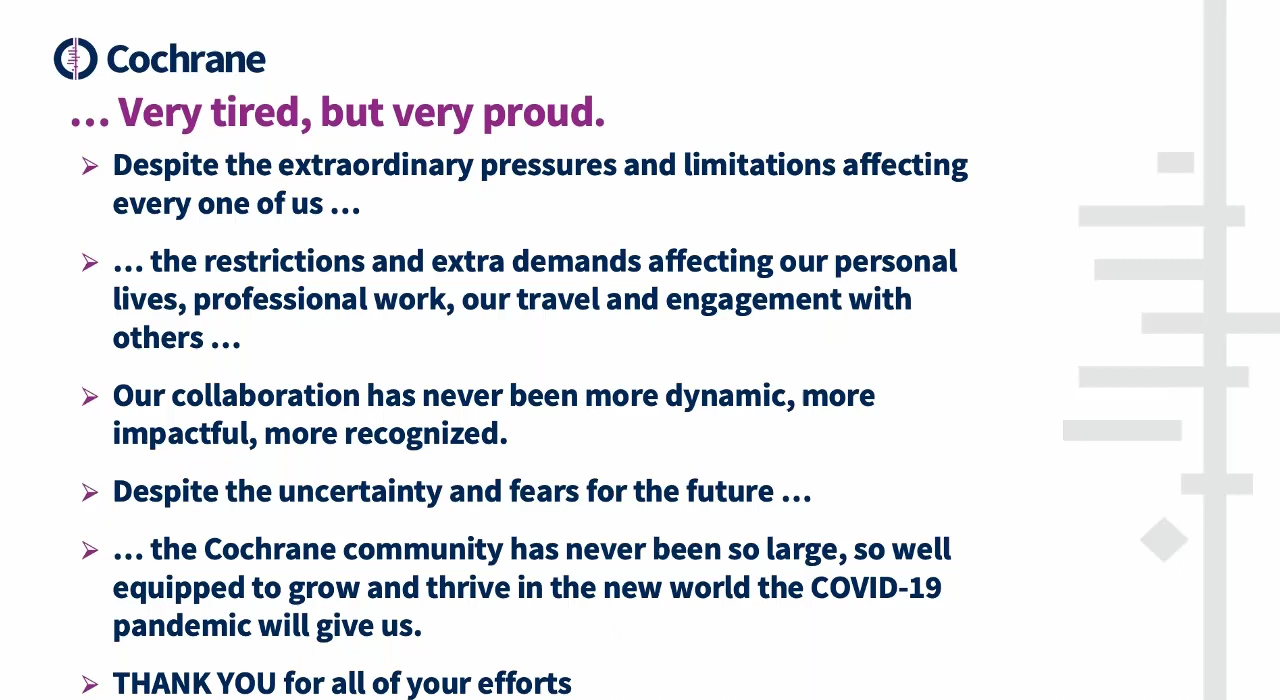 Cochrane
… Very tired, but very proud.
➢ Despite the extraordinary pressures and limitations affecting
every one of us …
➢ … the restrictions and extra demands affecting our personal
lives, professional work, our travel and engagement with
others …
➢ Our collaboration has never been more dynamic, more
impactful, more recognized.
➢ Despite the uncertainty and fears for the future …
➢ … the Cochrane community has never been so large, so well
equipped to grow and thrive in the new world the COVID-19
pandemic will give us.
➢ THANK YOU for all of your efforts